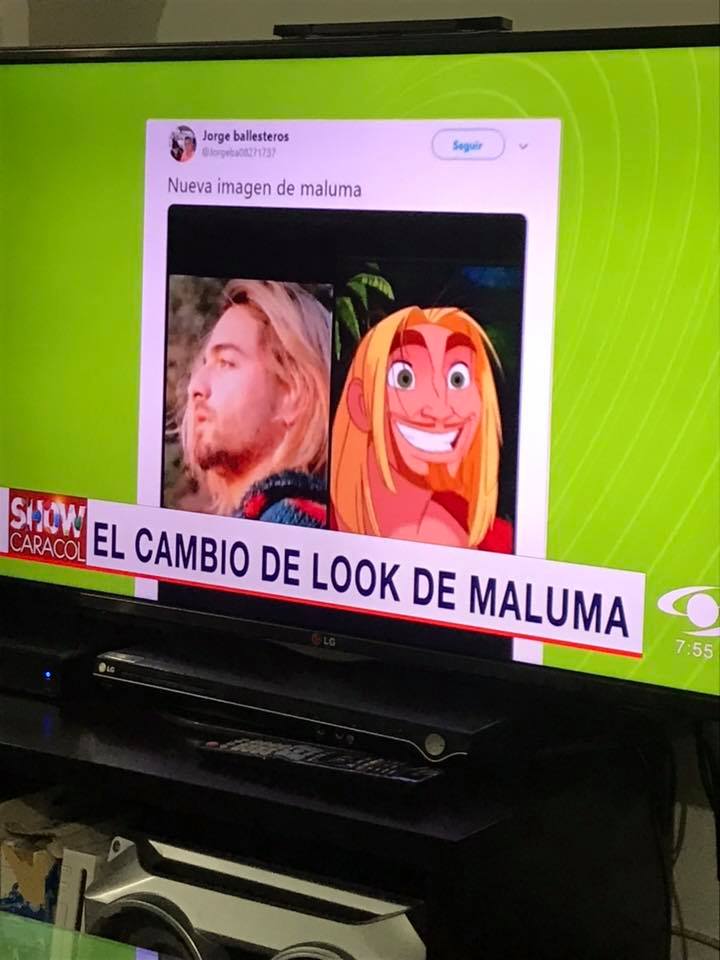 Jorge ballesteros
Seguir
Nueva imagen de maluma
SHOW
CARACOL
EL CAMBIO DE LOOK DE MALUMA
7:55
LG
LG